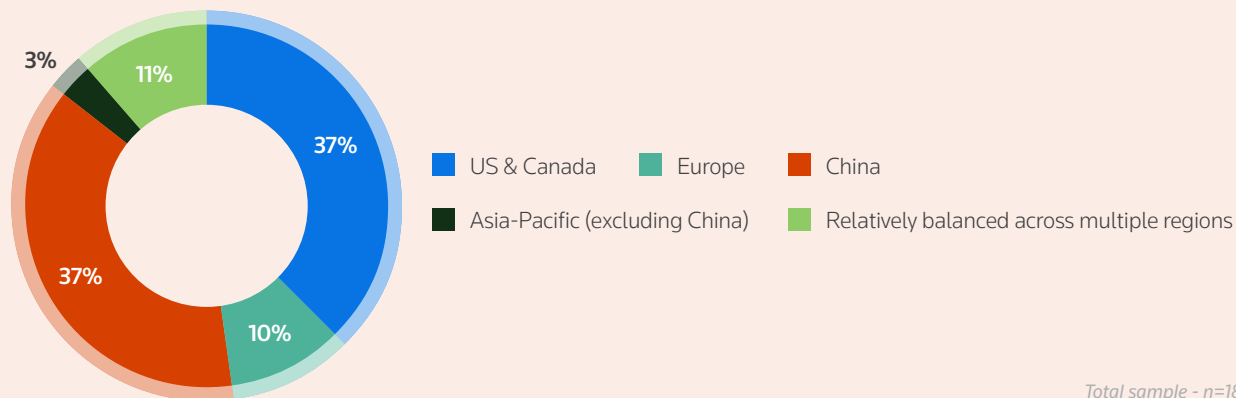 3%
11%
37%
37%
10%
US & Canada
Europe
China
Asia-Pacific (excluding China)
Relatively balanced across multiple regions
Total sample -